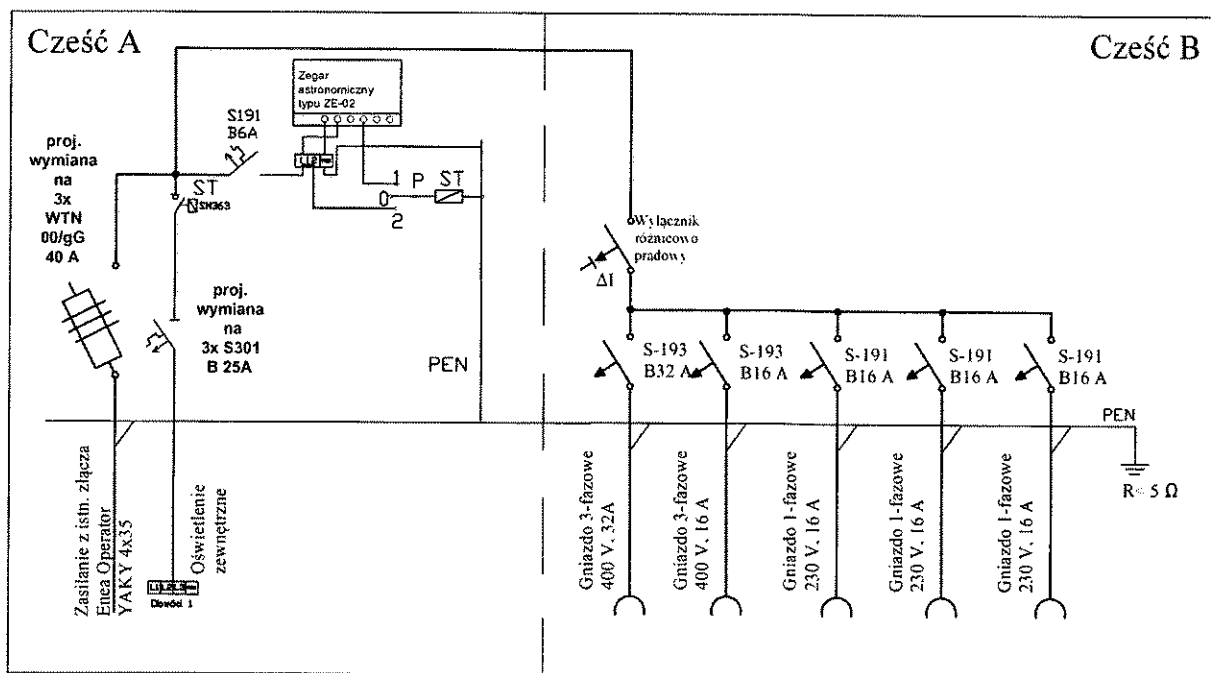 Cześć A
Cześć B
Zegar
astronomiczny
typu ZE-02
S191
B6A
proj.
wymiana
na
3x
WTN
00/gG
40 A
ST
SM363
1
P
ST
2
proj.
wymiana
na
3x S301
B 25A
PEN
Wyłącznik
różnicowo
pradowy
ΔI
S-193
B32 A
S-193
B16 A
S-191
B16 A
S-191
B16 A
S-191
B16 A
PEN
R< 5 Ω
Zasilanie z istn. złącza
Enea Operator
YAKY 4x35
Oświetlenie
zewnętrzne
Obwód 1
Gniazdo 3-fazowe
400 V, 32A
Gniazdo 3-fazowe
400 V, 16 A
Gniazdo 1-fazowe
230 V, 16 A
Gniazdo 1-fazowe
230 V, 16 A
Gniazdo 1-fazowe
230 V, 16 A